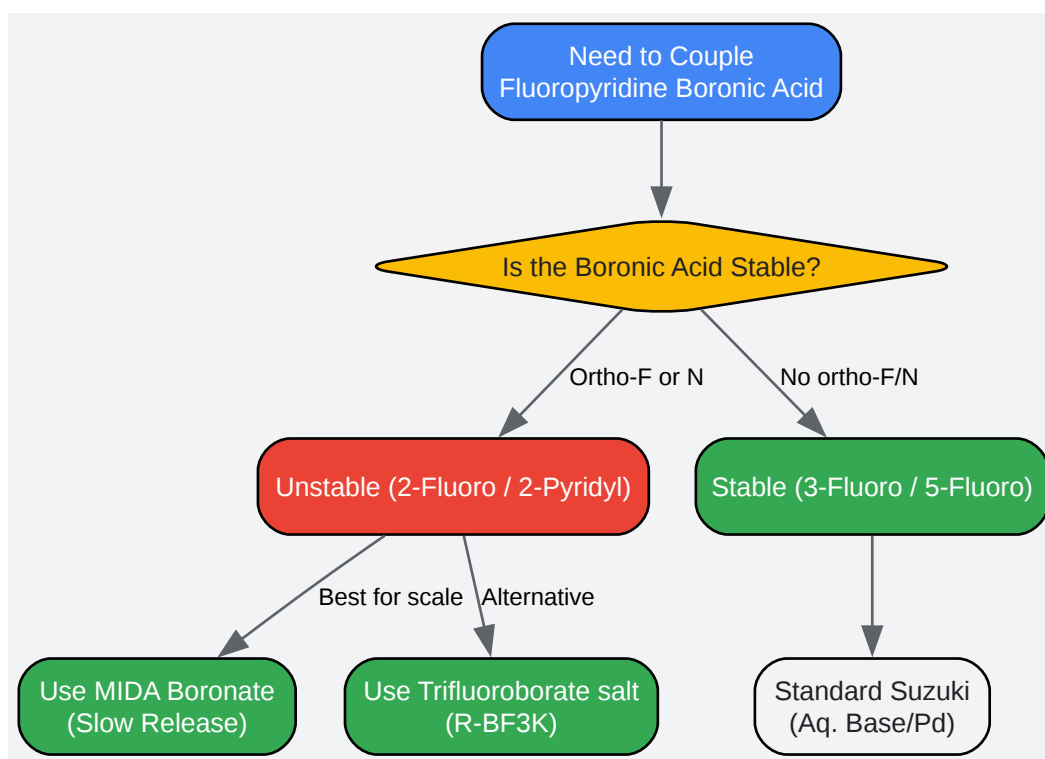 Need to Couple
Fluoropyridine Boronic Acid
Is the Boronic Acid Stable?
Ortho-F or N
No ortho-F/N
Unstable (2-Fluoro / 2-Pyridyl)
Stable (3-Fluoro / 5-Fluoro)
Best for scale
Alternative
Use MIDA Boronate
(Slow Release)
Use Trifluoroborate salt
(R-BF3K)
Standard Suzuki
(Aq. Base/Pd)